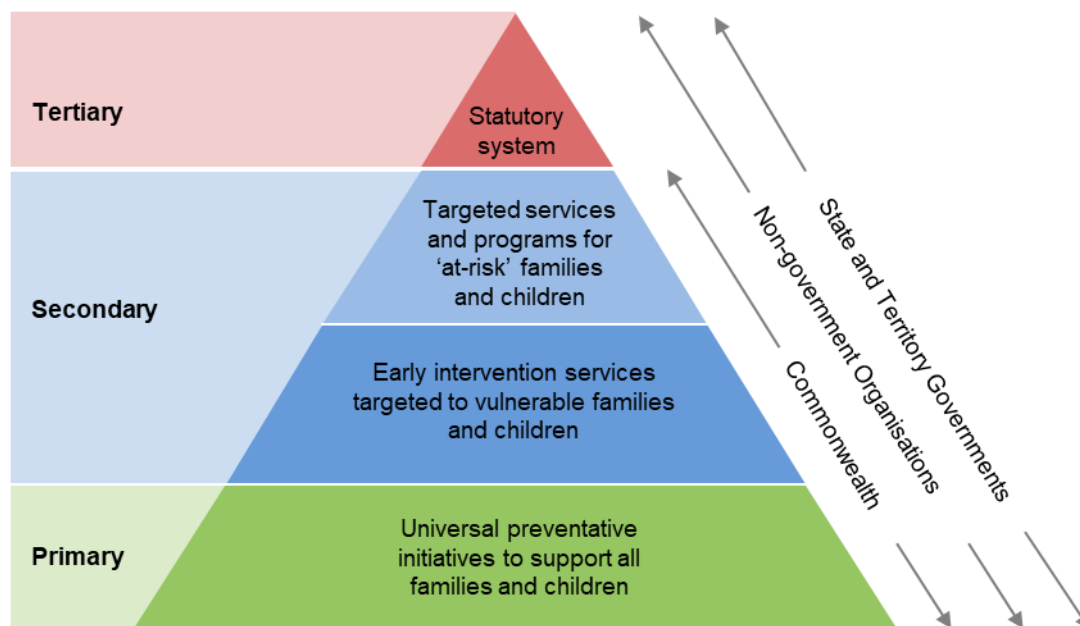 Tertiary
Statutory
system
Secondary
Targeted services
and programs for
‘at-risk’ families
and children
Early intervention services
targeted to vulnerable families
and children
Primary
Universal preventative
initiatives to support all
families and children
Commonwealth
Non-government Organisations
State and Territory Governments